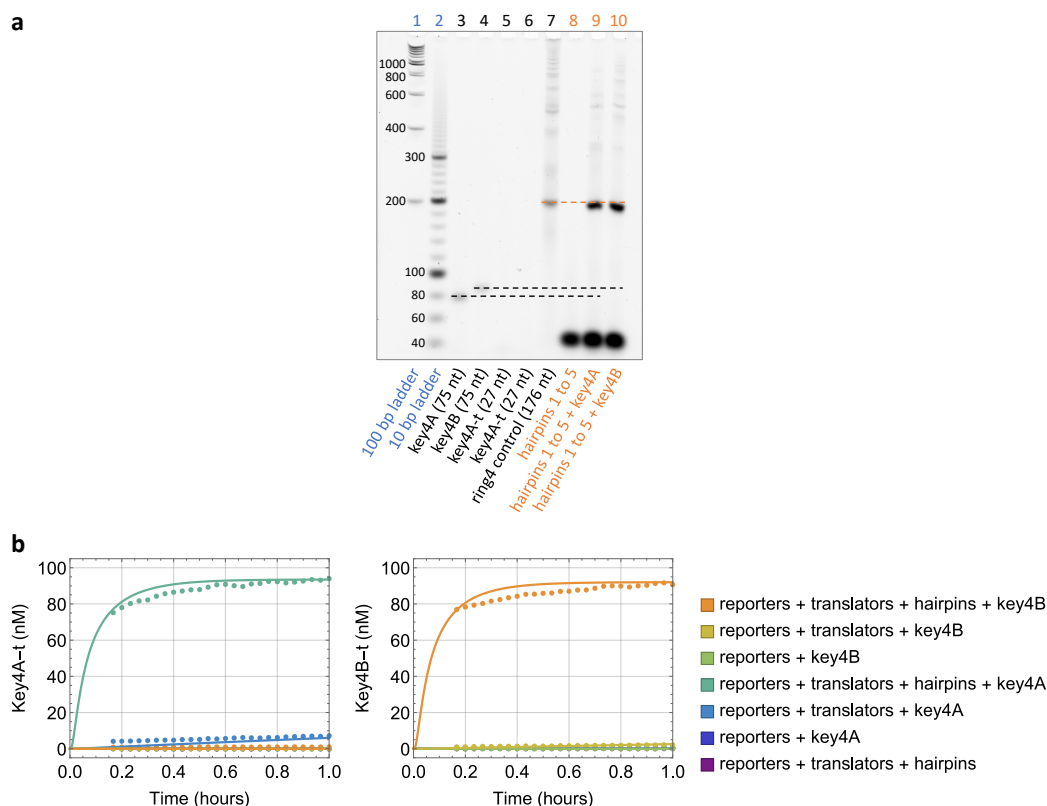 a
1 2 3 4 5 6 7 8 9 10
1000
800
600
400
300
200
100
80
60
40
100 bp ladder
10 bp ladder
key4A (75 nt)
key4B (75 nt)
key4A-t (27 nt)
key4A-t (27 nt)
ring4 control (176 nt)
hairpins 1 to 5
hairpins 1 to 5 + key4A
hairpins 1 to 5 + key4B
b
Key4A-t (nM)
100
80
60
40
20
0
0.0 0.2 0.4 0.6 0.8 1.0
Time (hours)
Key4B-t (nM)
100
80
60
40
20
0
0.0 0.2 0.4 0.6 0.8 1.0
Time (hours)
reporters + translators + hairpins + key4B
reporters + translators + key4B
reporters + key4B
reporters + translators + hairpins + key4A
reporters + translators + key4A
reporters + key4A
reporters + translators + hairpins